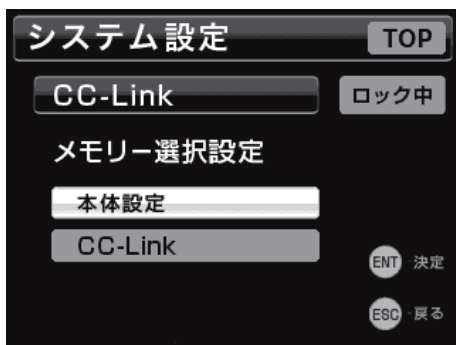 システム設定 TOP
CC-Link ロック中
メモリー選択設定
本体設定
CC-Link
ENT 決定
ESC 戻る